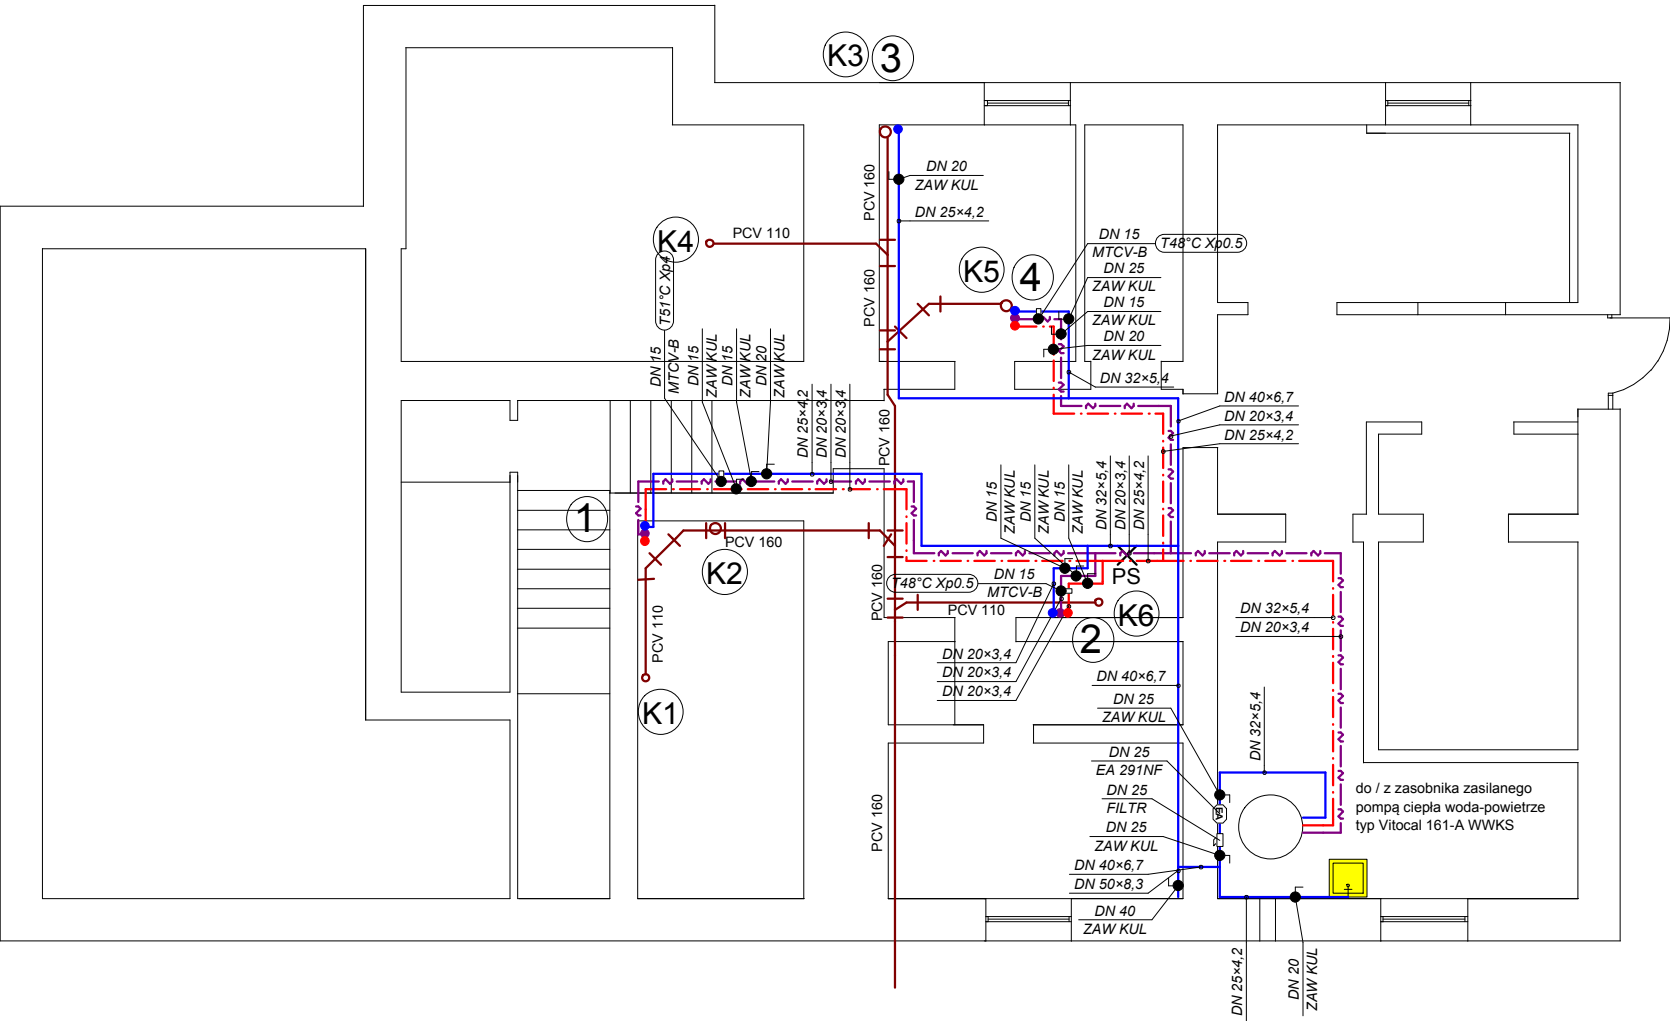 K3
3
DN 20
ZAW KUL
PCV 160
DN 25×4,2
K4
PCV 110
DN 15
MTCV-B
T48°C Xp0.5
K5
4
DN 25
ZAW KUL
DN 15
ZAW KUL
DN 20
ZAW KUL
PCV 160
T51°C Xp4
DN 15
MTCV-B
DN 15
ZAW KUL
DN 15
ZAW KUL
DN 20
ZAW KUL
DN 32×5,4
DN 25×4,2
DN 20×3,4
DN 20×3,4
PCV 160
DN 40×6,7
DN 20×3,4
DN 25×4,2
1
PCV 160
K2
DN 15
ZAW KUL
DN 15
ZAW KUL
DN 15
ZAW KUL
DN 32×5,4
DN 20×3,4
DN 25×4,2
PS
T48°C Xp0.5
DN 15
MTCV-B
PCV 160
PCV 110
K6
2
DN 32×5,4
DN 20×3,4
PCV 110
K1
DN 20×3,4
DN 20×3,4
DN 20×3,4
DN 40×6,7
DN 25
ZAW KUL
DN 32×5,4
DN 25
EA 291NF
EA
DN 25
FILTR
DN 25
ZAW KUL
PCV 160
do / z zasobnika zasilanego
pompą ciepła woda-powietrze
typ Vitocal 161-A WWKS
DN 40×6,7
DN 50×8,3
DN 40
ZAW KUL
DN 25×4,2
DN 20
ZAW KUL